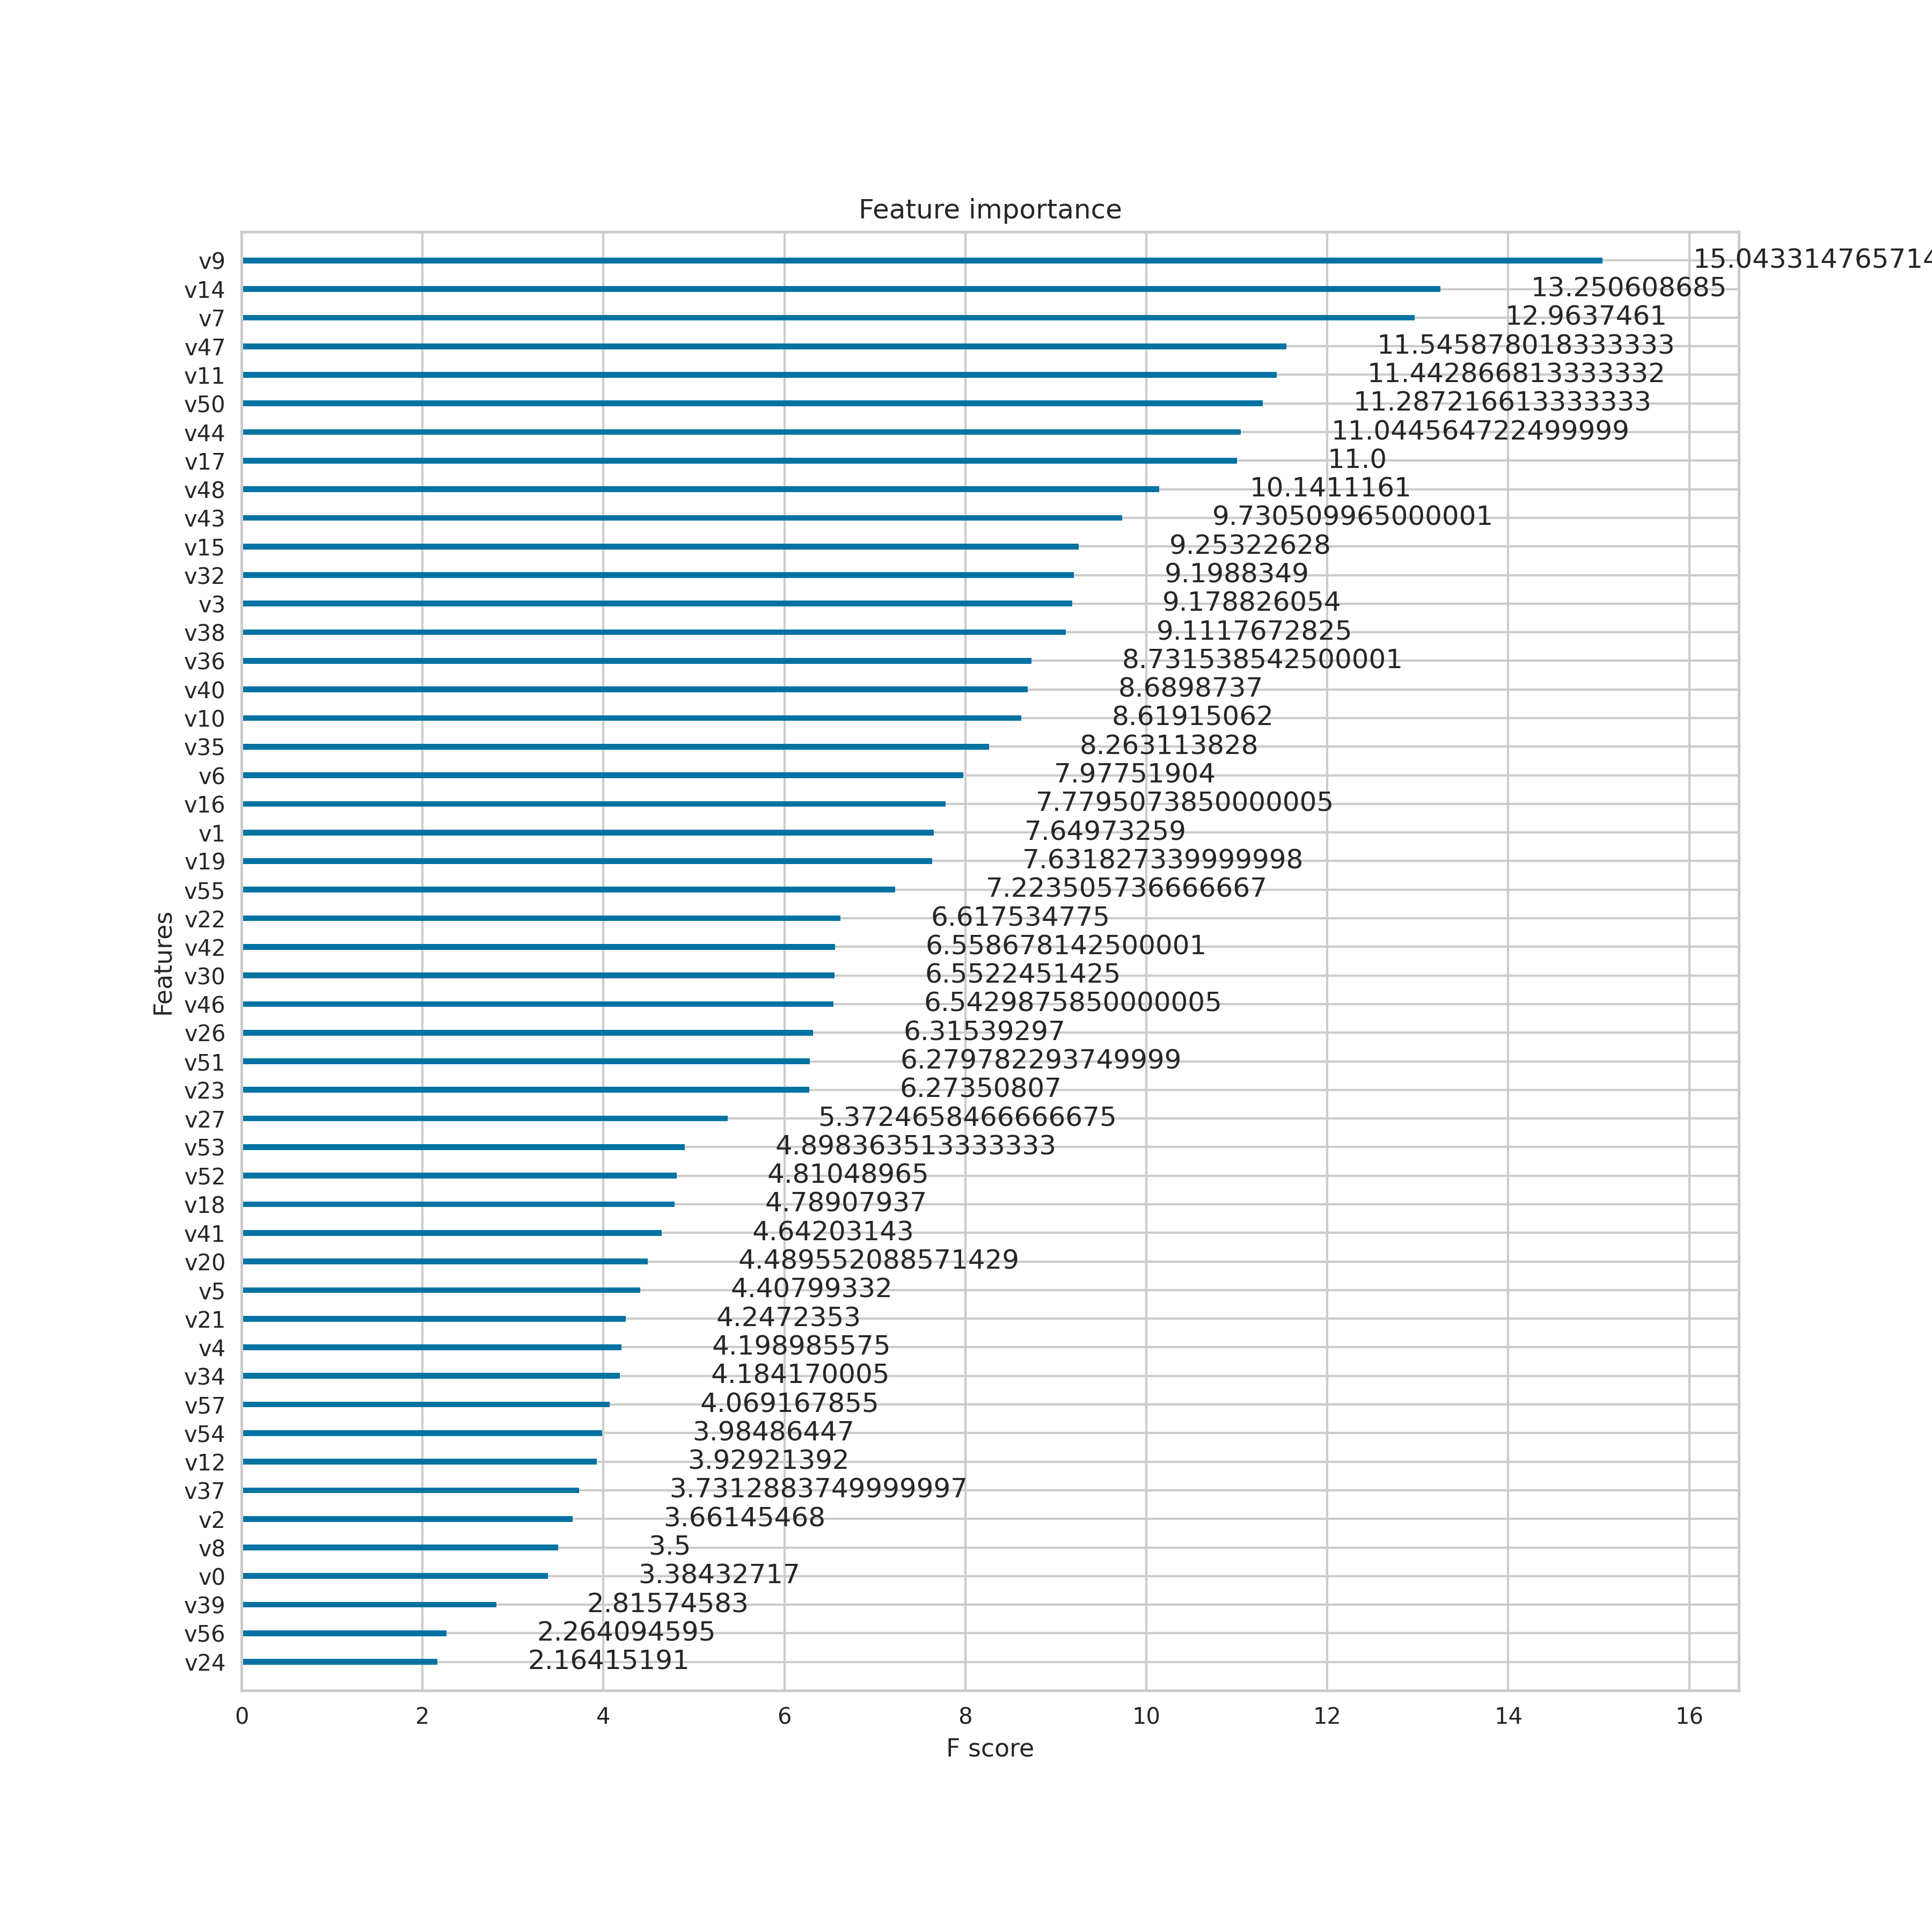 Feature importance
v9 15.043314765714
v14 13.250608685
v7 12.9637461
v47 11.545878018333333
v11 11.442866813333332
v50 11.287216613333333
v44 11.044564722499999
v17 11.0
v48 10.1411161
v43 9.730509965000001
v15 9.25322628
v32 9.1988349
v3 9.178826054
v38 9.1117672825
v36 8.731538542500001
v40 8.6898737
v10 8.61915062
v35 8.263113828
v6 7.97751904
v16 7.7795073850000005
v1 7.64973259
v19 7.631827339999998
v55 7.223505736666667
v22 6.617534775
v42 6.558678142500001
v30 6.5522451425
v46 6.5429875850000005
v26 6.31539297
v51 6.279782293749999
v23 6.27350807
v27 5.3724658466666675
v53 4.898363513333333
v52 4.81048965
v18 4.78907937
v41 4.64203143
v20 4.489552088571429
v5 4.40799332
v21 4.2472353
v4 4.198985575
v34 4.184170005
v57 4.069167855
v54 3.98486447
v12 3.92921392
v37 3.7312883749999997
v2 3.66145468
v8 3.5
v0 3.38432717
v39 2.81574583
v56 2.264094595
v24 2.16415191
Features
0 2 4 6 8 10 12 14 16
F score